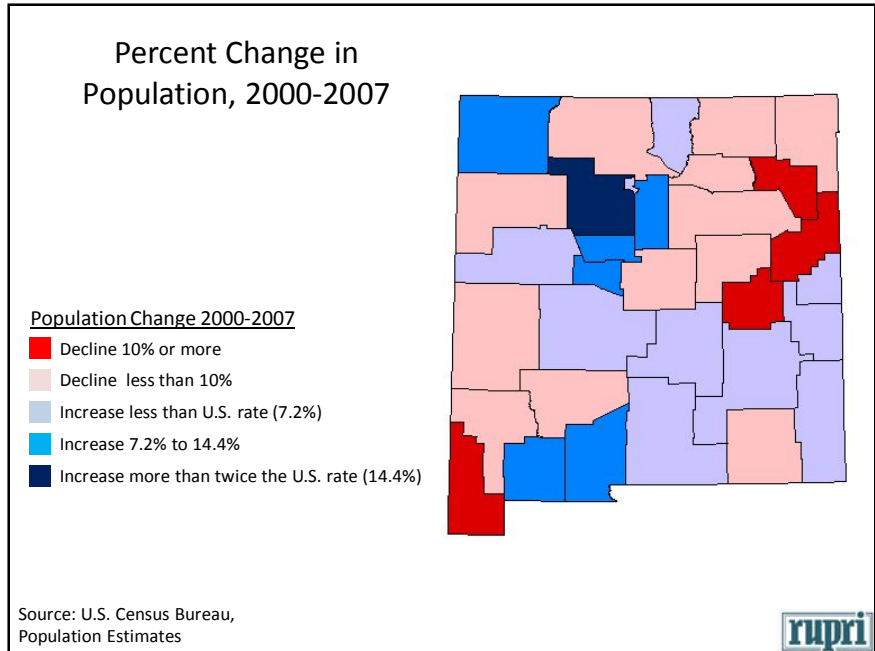 Percent Change in
Population, 2000-2007
Population Change 2000-2007
Decline 10% or more
Decline less than 10%
Increase less than U.S. rate (7.2%)
Increase 7.2% to 14.4%
Increase more than twice the U.S. rate (14.4%)
Source: U.S. Census Bureau,
Population Estimates
rupri